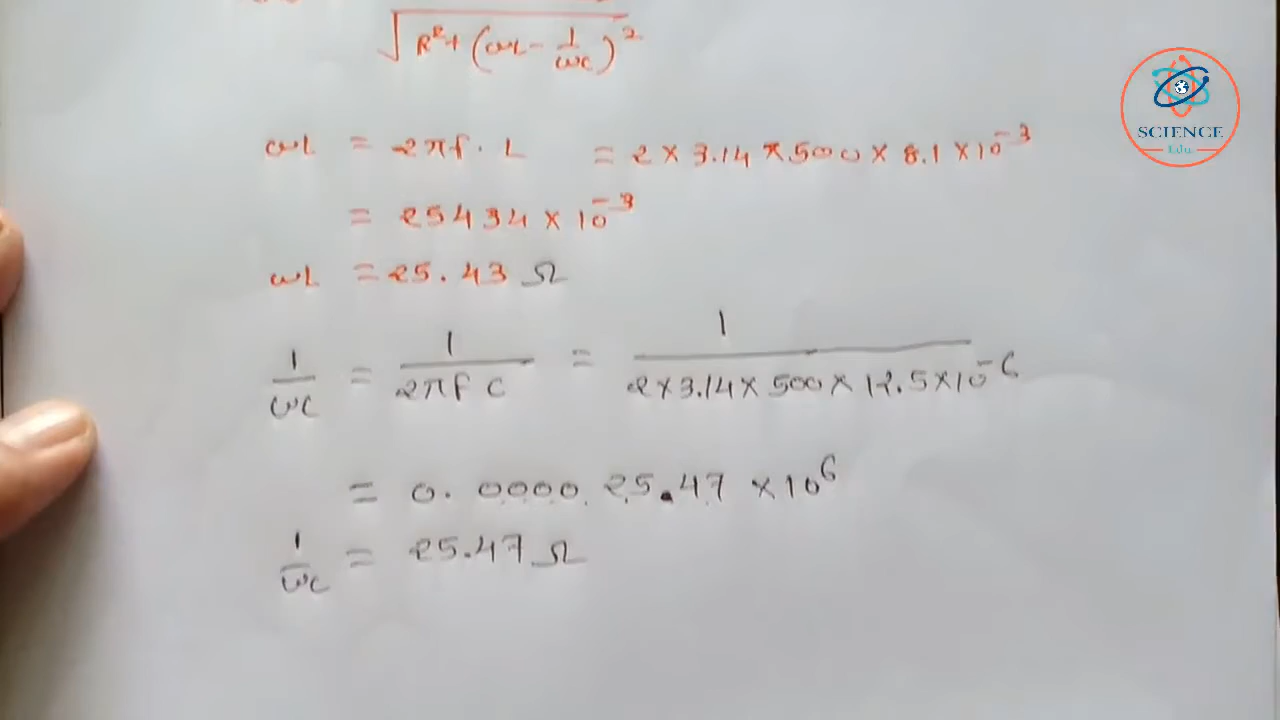 √R²+(ωL-1/ωC)²
ωL = 2πf.L = 2×3.14×500×8.1×10⁻³
= 25434×10⁻³
ωL = 25.43 Ω
1/ωC = 1/2πfC = 1/2×3.14×500×12.5×10⁻⁶
= 0.000025.47×10⁶
1/ωC = 25.47Ω
SCIENCE
Edu